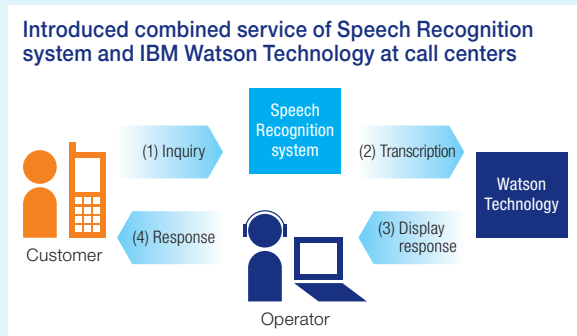 Introduced combined service of Speech Recognition
system and IBM Watson Technology at call centers
Speech
Recognition
system
(1) Inquiry
(2) Transcription
Watson
Technology
Customer
(4) Response
(3) Display
response
Operator